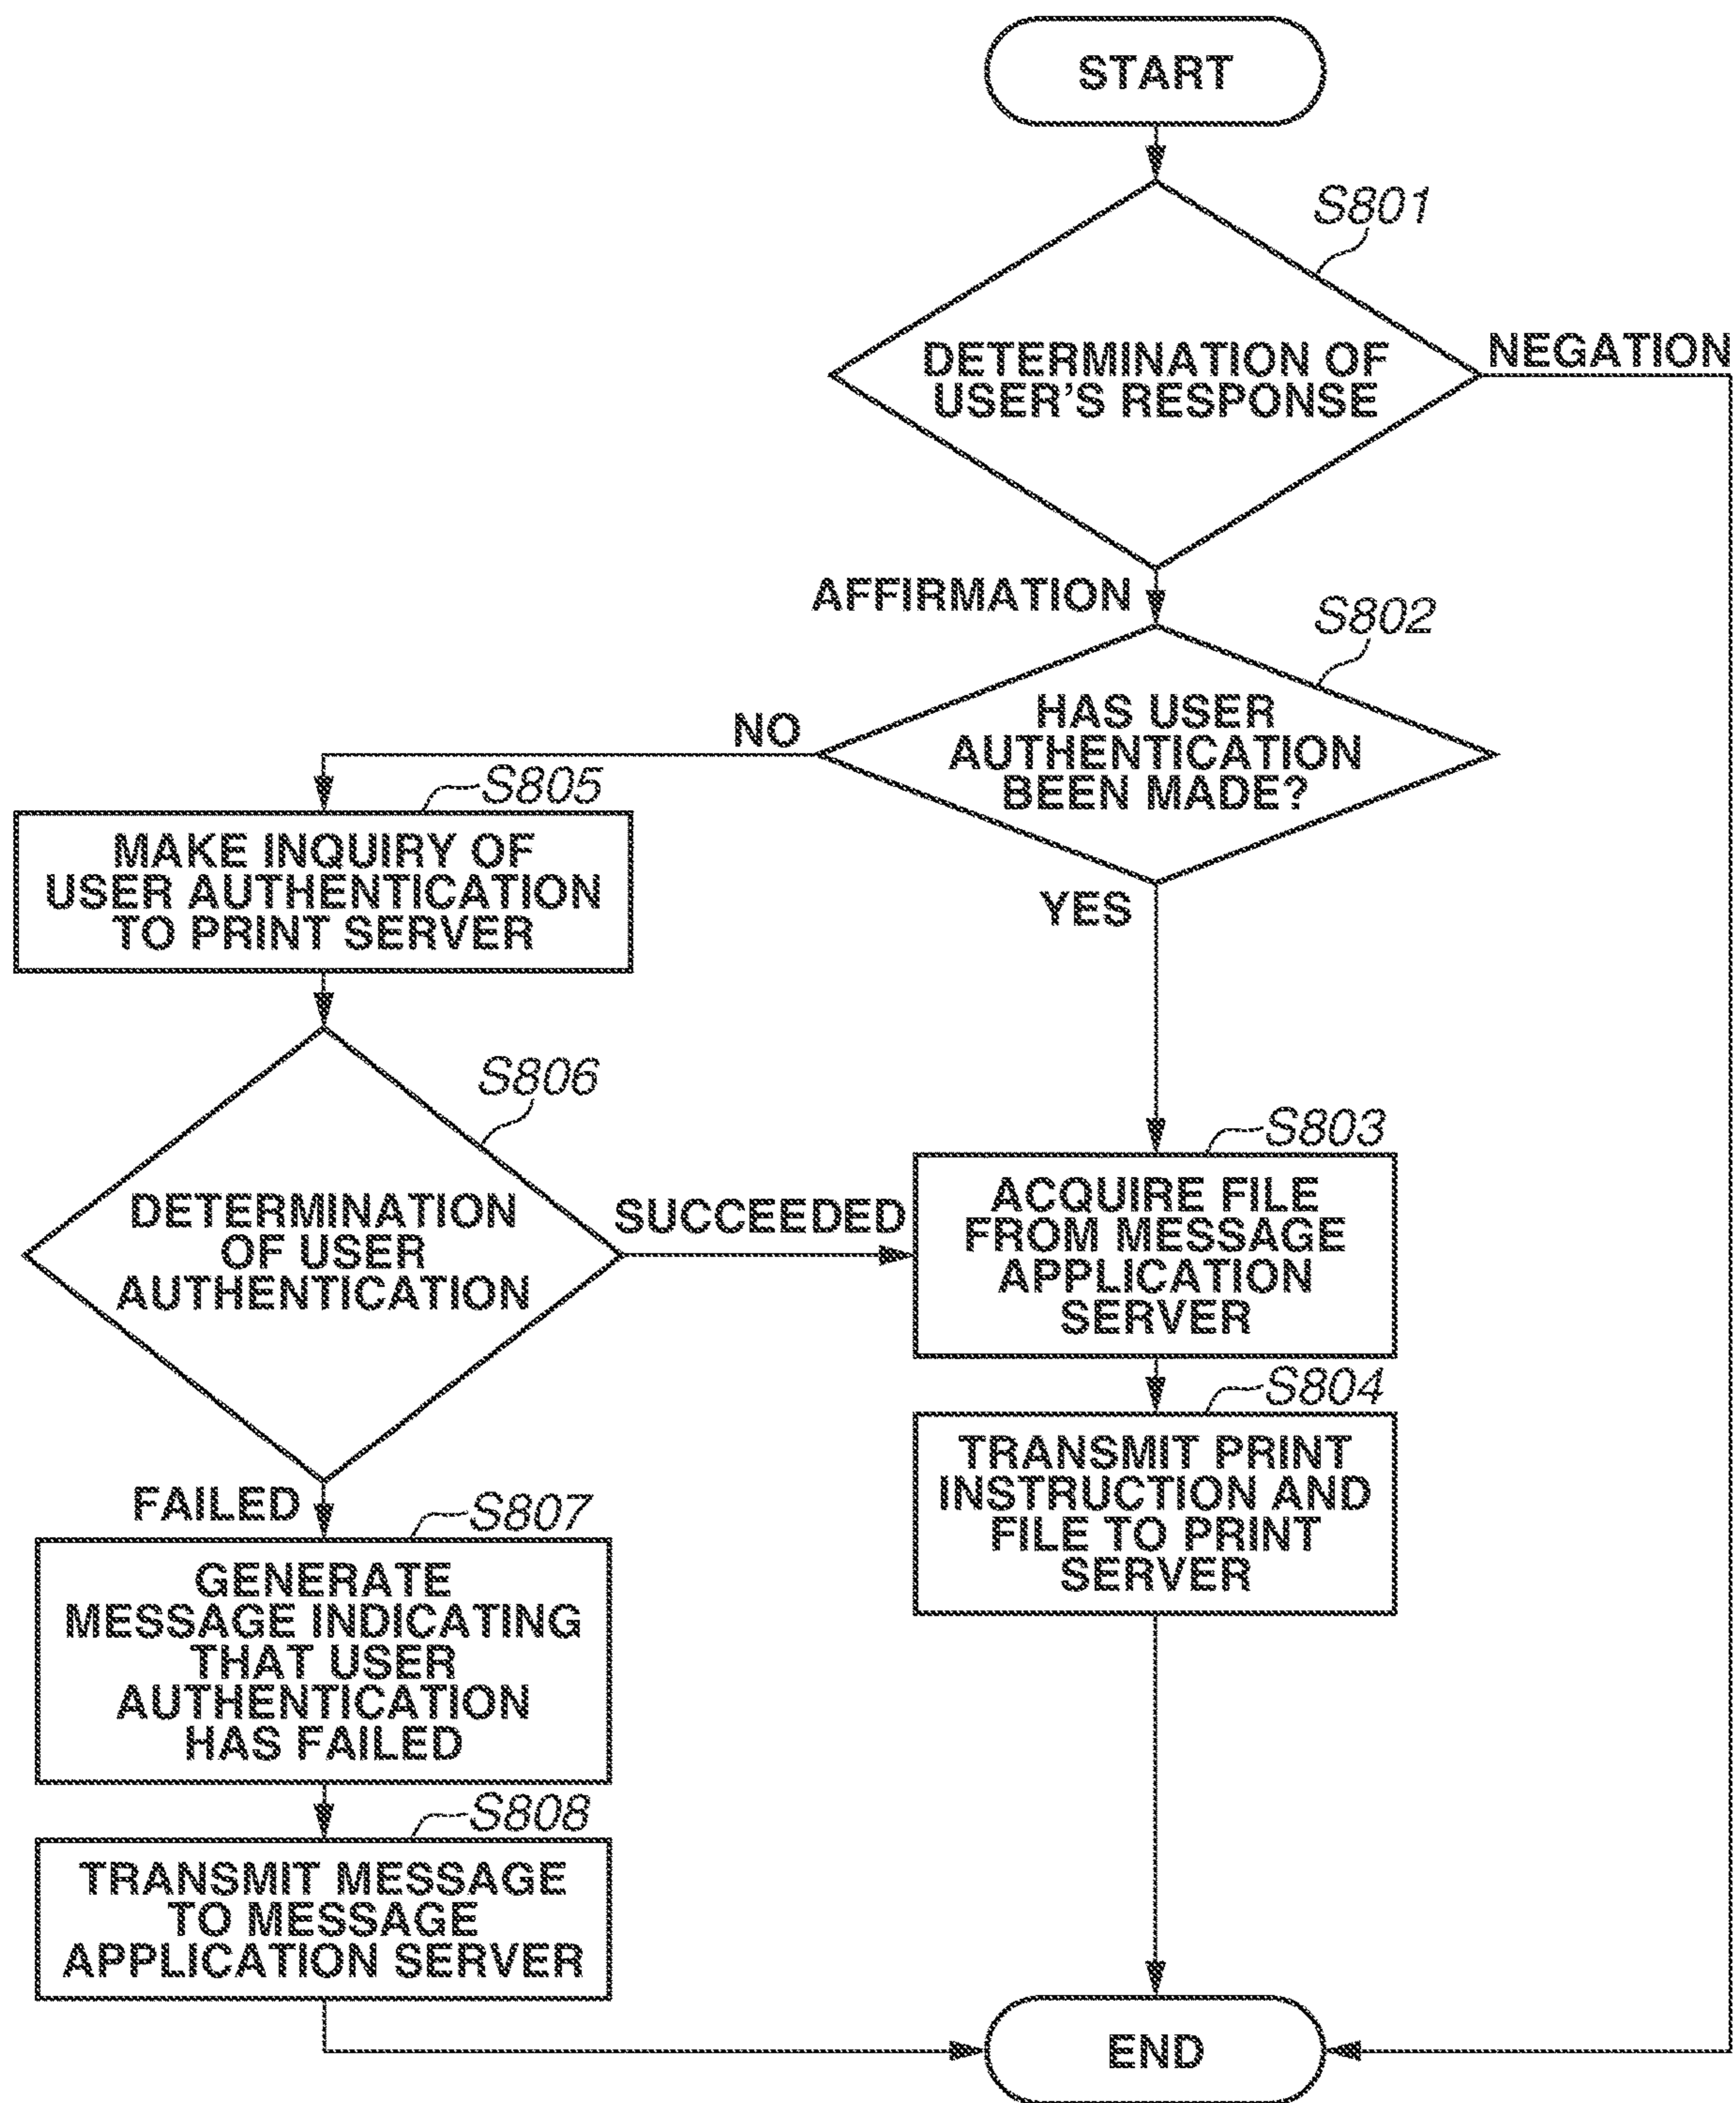 START
S801
DETERMINATION OF
USER'S RESPONSE
NEGATION
AFFIRMATION
S802
HAS USER
AUTHENTICATION
BEEN MADE?
NO
YES
S805
MAKE INQUIRY OF
USER AUTHENTICATION
TO PRINT SERVER
S806
DETERMINATION
OF USER
AUTHENTICATION
SUCCEEDED
S803
ACQUIRE FILE
FROM MESSAGE
APPLICATION
SERVER
S804
TRANSMIT PRINT
INSTRUCTION AND
FILE TO PRINT
SERVER
FAILED
S807
GENERATE
MESSAGE INDICATING
THAT USER
AUTHENTICATION
HAS FAILED
S808
TRANSMIT MESSAGE
TO MESSAGE
APPLICATION SERVER
END